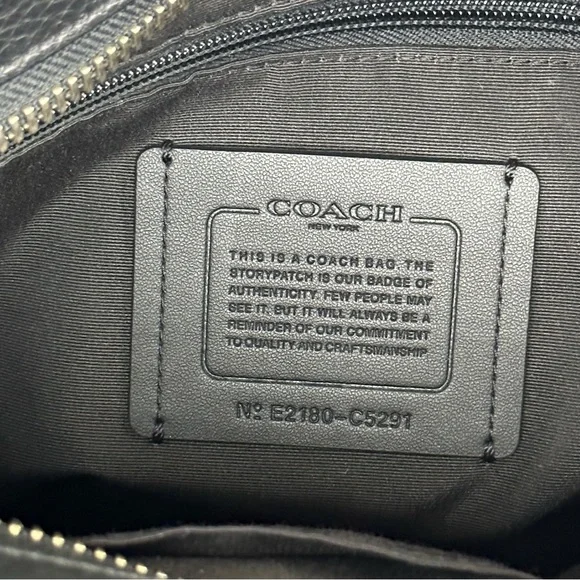 COACH
NEW YORK
THIS IS A COACH BAG. THE
STORYPATCH IS OUR BADGE OF
AUTHENTICITY. FEW PEOPLE MAY
SEE IT. BUT IT WILL ALWAYS BE A
REMINDER OF OUR COMMITMENT
TO QUALITY AND CRAFTSMANSHIP
Nº E2180-C5291